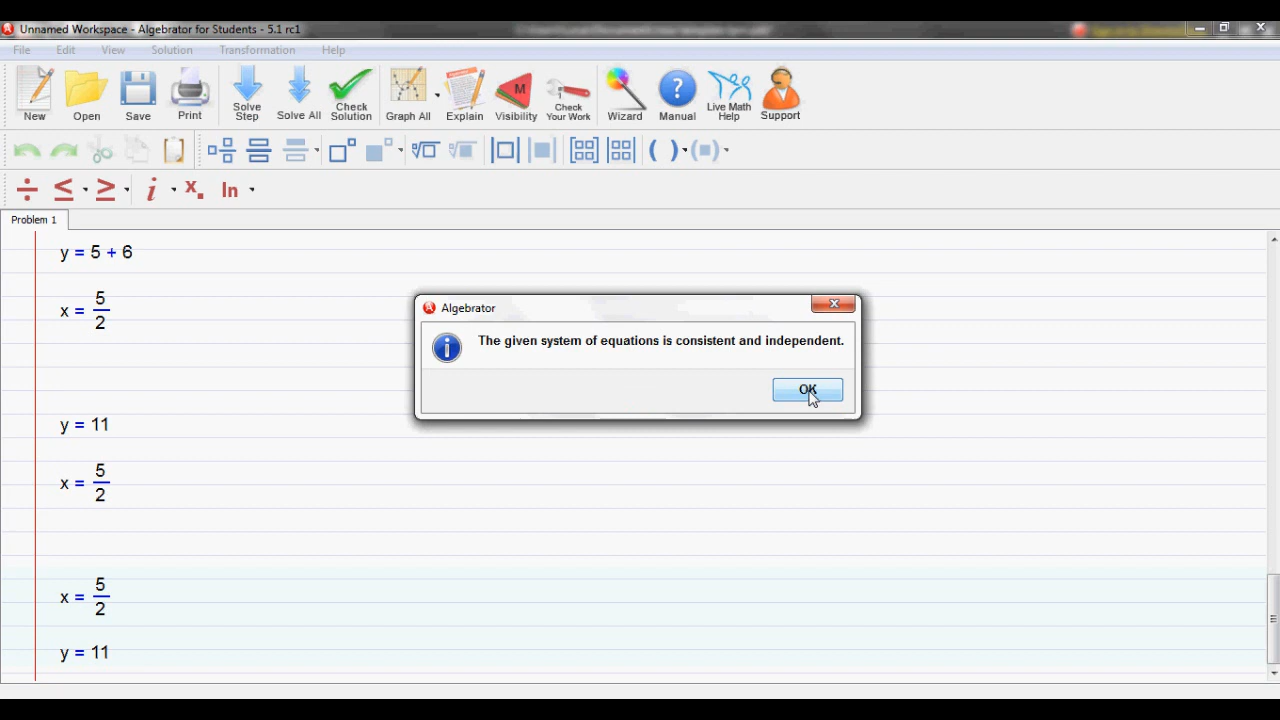 Unnamed Workspace - Algebrator for Students - 5.1 rc1
File Edit View Solution Transformation Help
New Open Save Print Solve Step Solve All Check Solution Graph All Explain Visibility Check Your Work Wizard Manual Live Math Help Support
÷ ≤ ≥ i x. ln
Problem 1
y = 5 + 6
x = 5/2
y = 11
x = 5/2
x = 5/2
y = 11
Algebrator
The given system of equations is consistent and independent.
OK